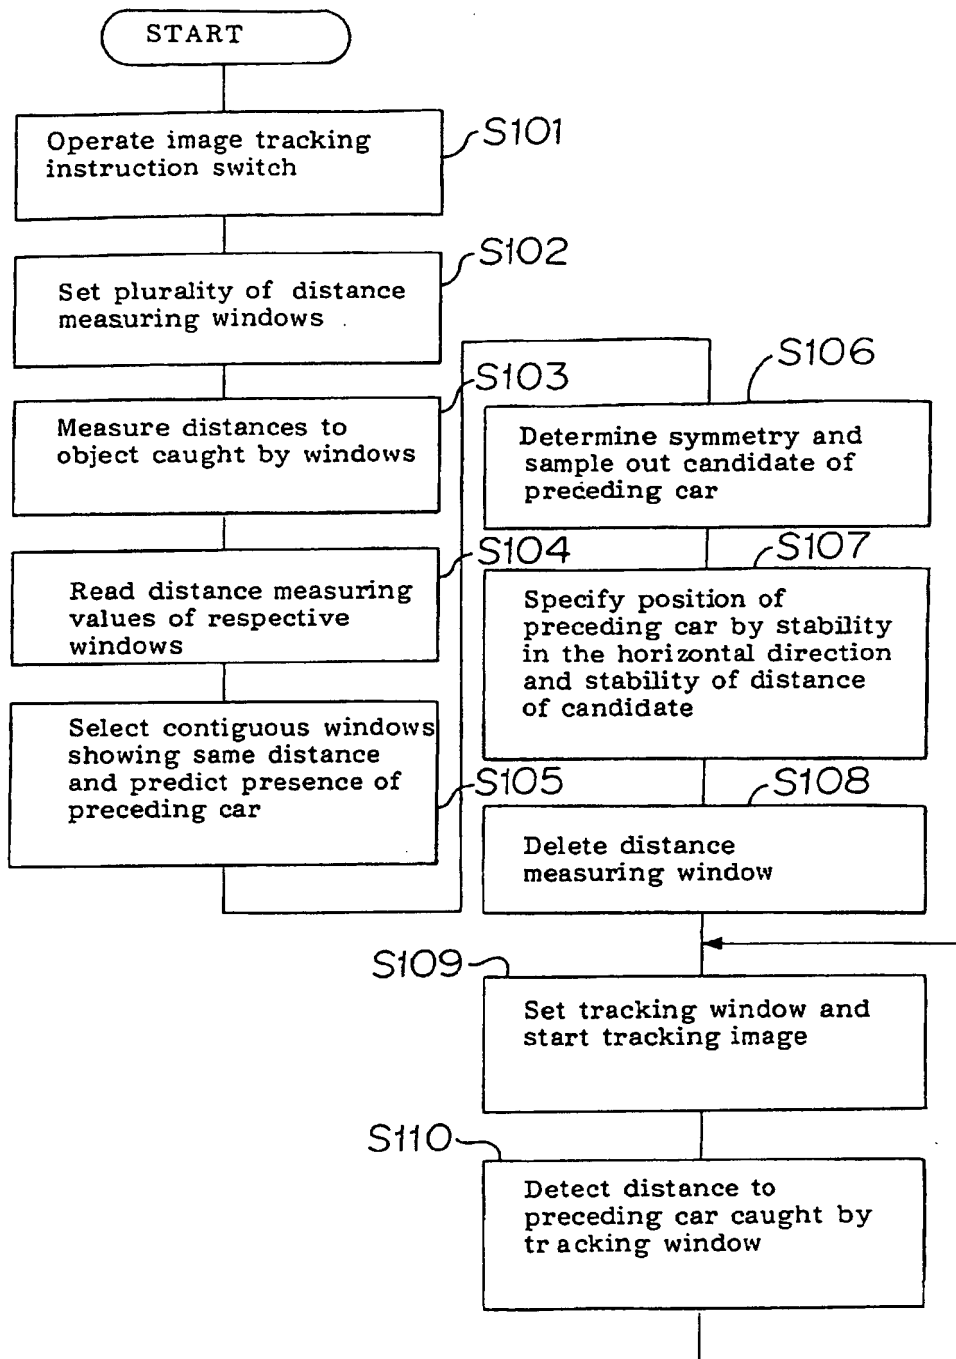 START
S101
Operate image tracking
instruction switch
S102
Set plurality of distance
measuring windows
S103
Measure distances to
object caught by windows
S104
Read distance measuring
values of respective
windows
S105
Select contiguous windows
showing same distance
and predict presence of
preceding car
S106
Determine symmetry and
sample out candidate of
preceding car
S107
Specify position of
preceding car by stability
in the horizontal direction
and stability of distance
of candidate
S108
Delete distance
measuring window
S109
Set tracking window and
start tracking image
S110
Detect distance to
preceding car caught by
tracking window